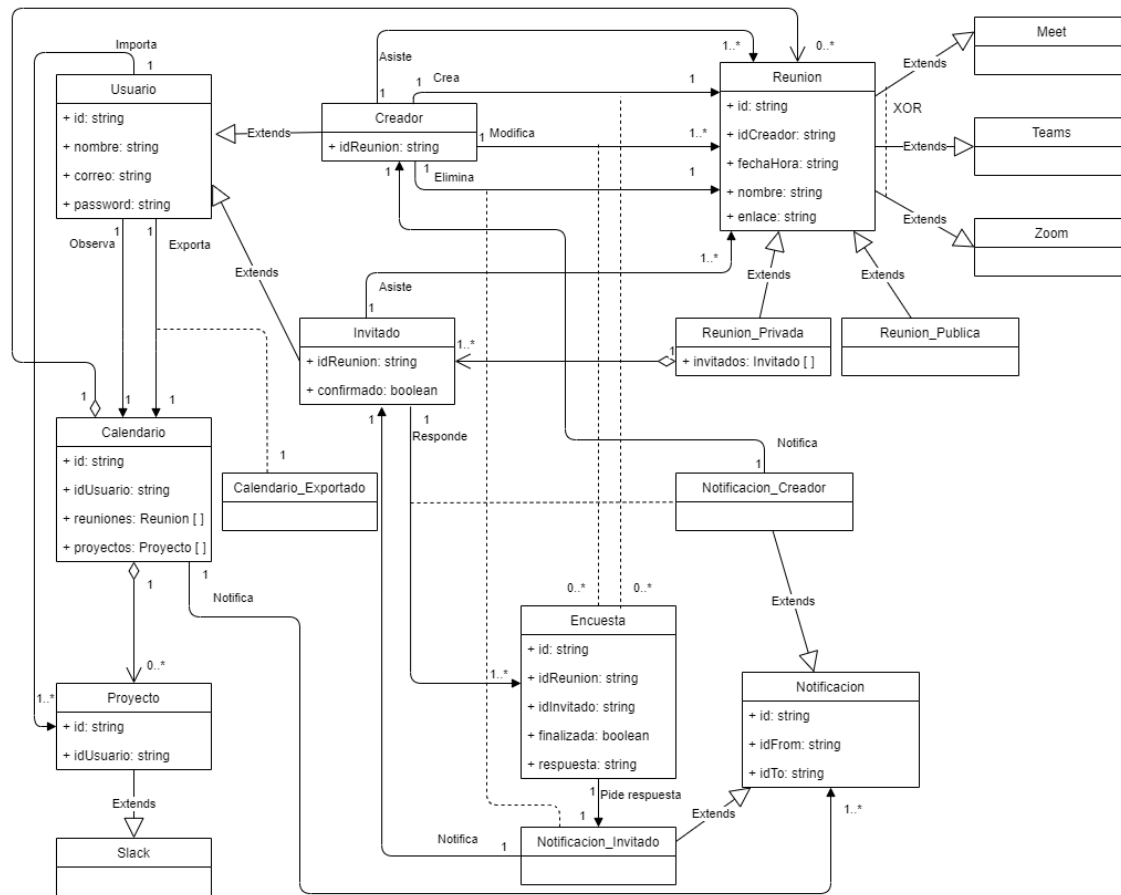 Importa
1
Usuario
+ id: string
+ nombre: string
+ correo: string
+ password: string
1
Observa
1
Exporta
Extends
Asiste
1
1..*
0..*
1
Crea
1
Creador
+ idReunion: string
1
Modifica
1..*
1
Elimina
1
1
Reunion
+ id: string
+ idCreador: string
+ fechaHora: string
+ nombre: string
+ enlace: string
XOR
Extends
Meet
Extends
Teams
Extends
Zoom
Extends
Extends
Extends
Asiste
1
1..*
Invitado
+ idReunion: string
+ confirmado: boolean
1..*
1
Reunion_Privada
+ invitados: Invitado [ ]
Reunion_Publica
1
1
1
Calendario
+ id: string
+ idUsuario: string
+ reuniones: Reunion [ ]
+ proyectos: Proyecto [ ]
1
Calendario_Exportado
1
1
Responde
Notifica
1
Notificacion_Creador
1
1
Notifica
0..*
1..*
Proyecto
+ id: string
+ idUsuario: string
Extends
Slack
0..*
0..*
1..*
Encuesta
+ id: string
+ idReunion: string
+ idInvitado: string
+ finalizada: boolean
+ respuesta: string
1
Pide respuesta
1
Notifica
1
Notificacion_Invitado
Extends
Extends
Notificacion
+ id: string
+ idFrom: string
+ idTo: string
1..*